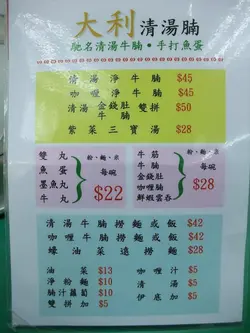 大利清湯腩
馳名清湯牛腩•手打魚蛋
清湯淨牛腩 $45
咖喱淨牛腩 $45
清湯金錢肚牛腩雙拼 $50
紫菜三寶湯 $28
雙丸
魚蛋
墨魚丸
牛丸
粉、麵、米
每碗
$22
牛筋
牛腩
金錢肚
咖喱腩
鮮蝦雲吞
粉、麵、米
每碗
$28
清湯牛腩撈麵或飯 $42
咖喱牛腩撈麵或飯 $42
蠔油菜遠撈麵 $28
油菜 $13
淨粉麵 $10
腩汁蘿蔔 $10
雙拼加 $5
咖喱汁 $5
清湯 $5
伊底加 $5